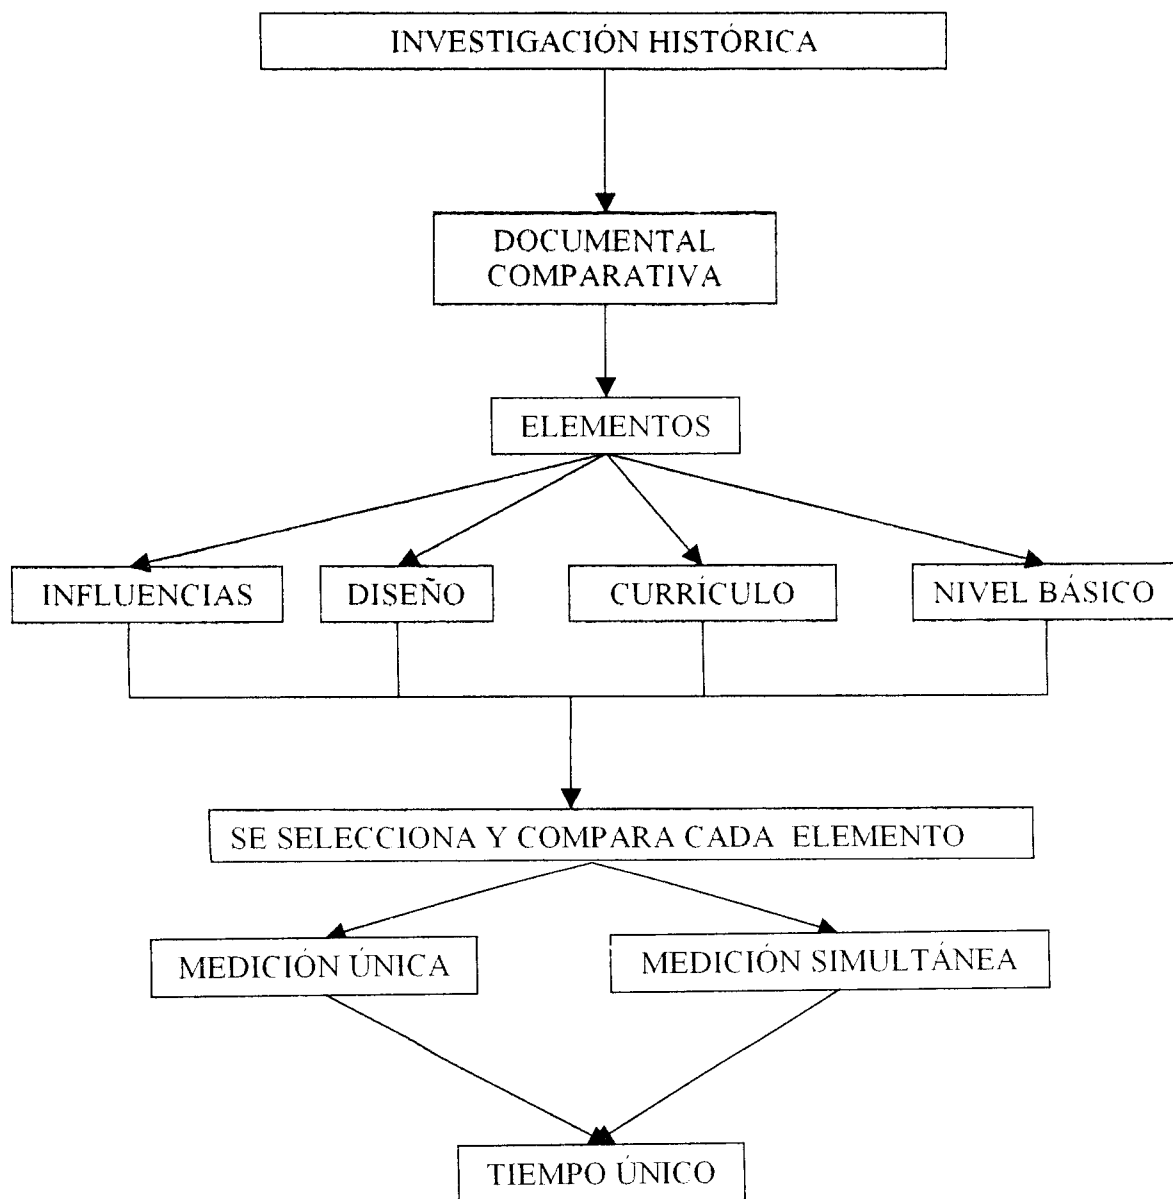 INVESTIGACIÓN HISTÓRICA
DOCUMENTAL
COMPARATIVA
ELEMENTOS
INFLUENCIAS
DISEÑO
CURRÍCULO
NIVEL BÁSICO
SE SELECCIONA Y COMPARA CADA ELEMENTO
MEDICIÓN ÚNICA
MEDICIÓN SIMULTÁNEA
TIEMPO ÚNICO